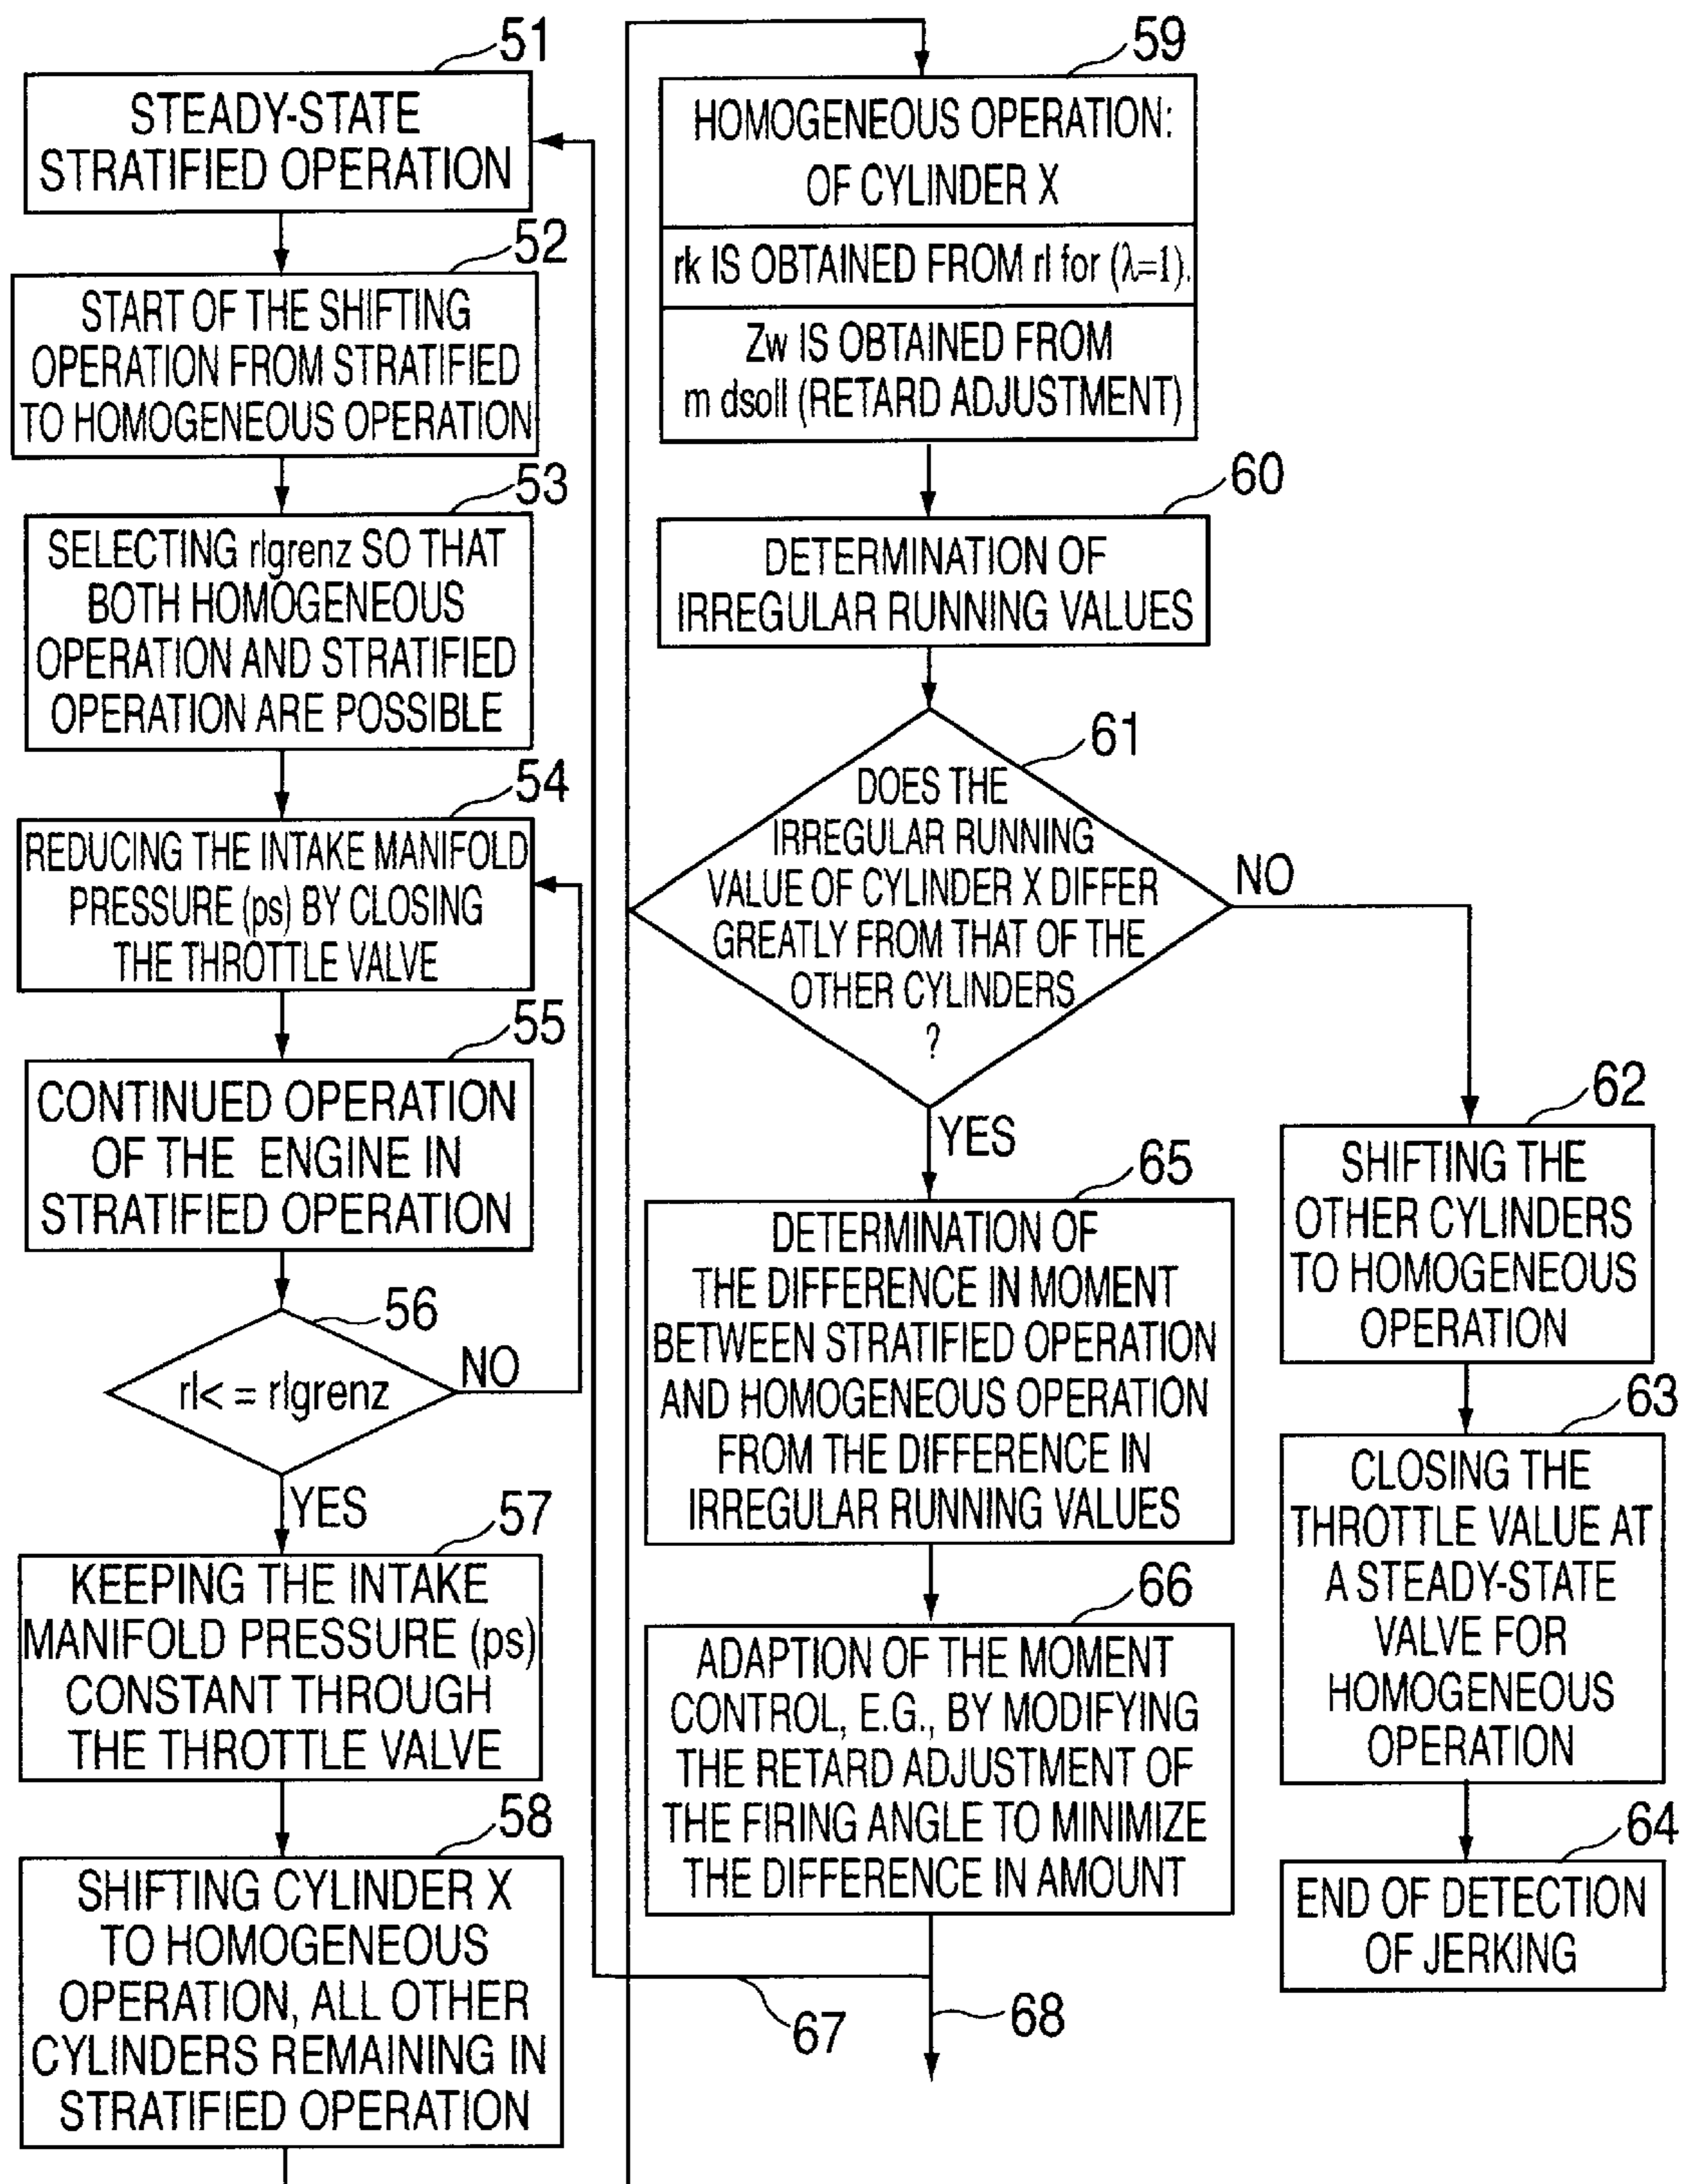 51
STEADY-STATE
STRATIFIED OPERATION
52
START OF THE SHIFTING
OPERATION FROM STRATIFIED
TO HOMOGENEOUS OPERATION
53
SELECTING rlgrenz SO THAT
BOTH HOMOGENEOUS
OPERATION AND STRATIFIED
OPERATION ARE POSSIBLE
54
REDUCING THE INTAKE MANIFOLD
PRESSURE (ps) BY CLOSING
THE THROTTLE VALVE
55
CONTINUED OPERATION
OF THE ENGINE IN
STRATIFIED OPERATION
56
rl< = rlgrenz
NO
YES
57
KEEPING THE INTAKE
MANIFOLD PRESSURE (ps)
CONSTANT THROUGH
THE THROTTLE VALVE
58
SHIFTING CYLINDER X
TO HOMOGENEOUS
OPERATION, ALL OTHER
CYLINDERS REMAINING IN
STRATIFIED OPERATION
59
HOMOGENEOUS OPERATION:
OF CYLINDER X
rk IS OBTAINED FROM rl for (λ=1).
Zw IS OBTAINED FROM
m dsoll (RETARD ADJUSTMENT)
60
DETERMINATION OF
IRREGULAR RUNNING VALUES
61
DOES THE
IRREGULAR RUNNING
VALUE OF CYLINDER X DIFFER
GREATLY FROM THAT OF THE
OTHER CYLINDERS
?
NO
YES
65
DETERMINATION OF
THE DIFFERENCE IN MOMENT
BETWEEN STRATIFIED OPERATION
AND HOMOGENEOUS OPERATION
FROM THE DIFFERENCE IN
IRREGULAR RUNNING VALUES
66
ADAPTION OF THE MOMENT
CONTROL, E.G., BY MODIFYING
THE RETARD ADJUSTMENT OF
THE FIRING ANGLE TO MINIMIZE
THE DIFFERENCE IN AMOUNT
67
68
62
SHIFTING THE
OTHER CYLINDERS
TO HOMOGENEOUS
OPERATION
63
CLOSING THE
THROTTLE VALUE AT
A STEADY-STATE
VALVE FOR
HOMOGENEOUS
OPERATION
64
END OF DETECTION
OF JERKING